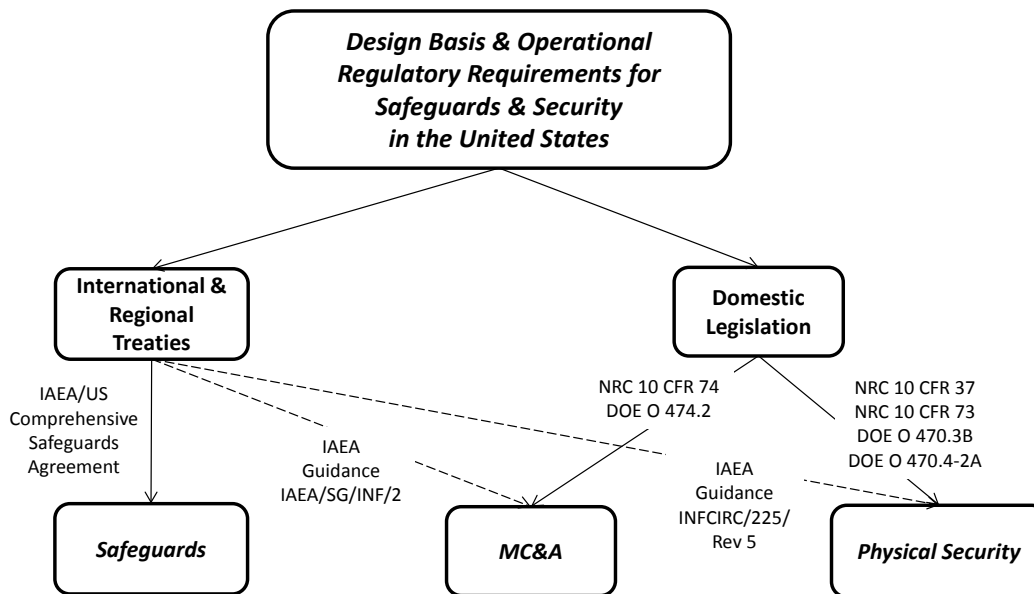 Design Basis & Operational
Regulatory Requirements for
Safeguards & Security
in the United States
International &
Regional
Treaties
Domestic
Legislation
IAEA/US
Comprehensive
Safeguards
Agreement
IAEA
Guidance
IAEA/SG/INF/2
NRC 10 CFR 74
DOE O 474.2
IAEA
Guidance
INFCIRC/225/
Rev 5
NRC 10 CFR 37
NRC 10 CFR 73
DOE O 470.3B
DOE O 470.4-2A
Safeguards
MC&A
Physical Security